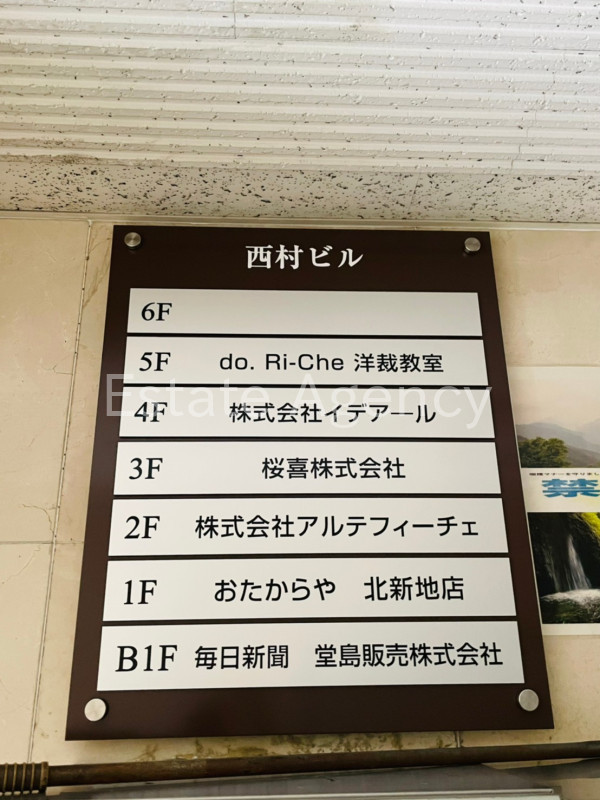 西村ビル
6F
5F do. Ri-Che 洋裁教室
Estate Agency
4F 株式会社イデアール
3F 桜喜株式会社
2F 株式会社アルテフィーチェ
1F おたからや 北新地店
B1F 毎日新聞 堂島販売株式会社
禁